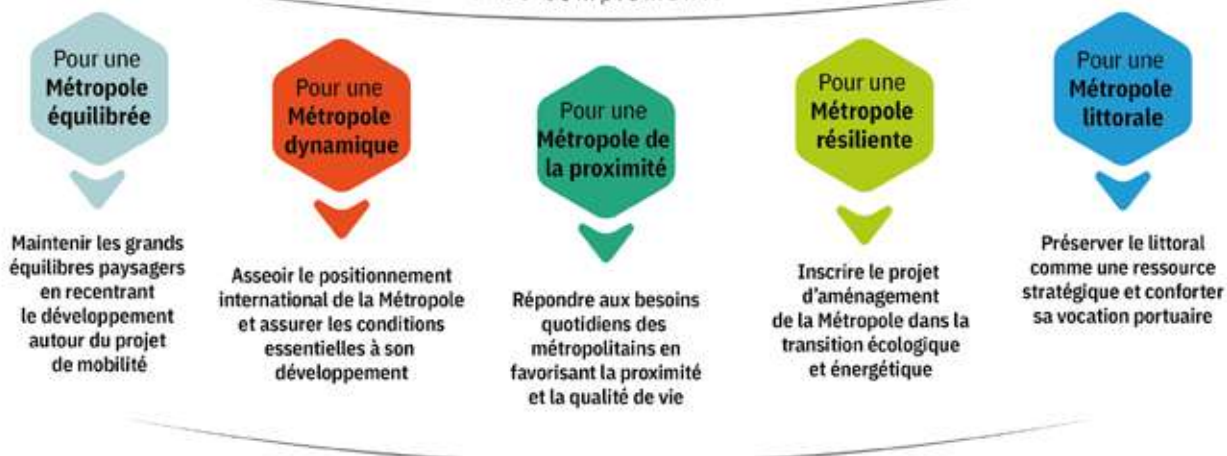 Pour une
Métropole
équilibrée
Maintenir les grands
équilibres paysagers
en recentrant
le développement
autour du projet
de mobilité
Pour une
Métropole
dynamique
Asseoir le positionnement
international de la Métropole
et assurer les conditions
essentielles à son
développement
Pour une
Métropole de
la proximité
Répondre aux besoins
quotidiens des
métropolitains en
favorisant la proximité
et la qualité de vie
Pour une
Métropole
résiliente
Inscrire le projet
d'aménagement
de la Métropole dans la
transition écologique
et énergétique
Pour une
Métropole
littorale
Préserver le littoral
comme une ressource
stratégique et conforter
sa vocation portuaire